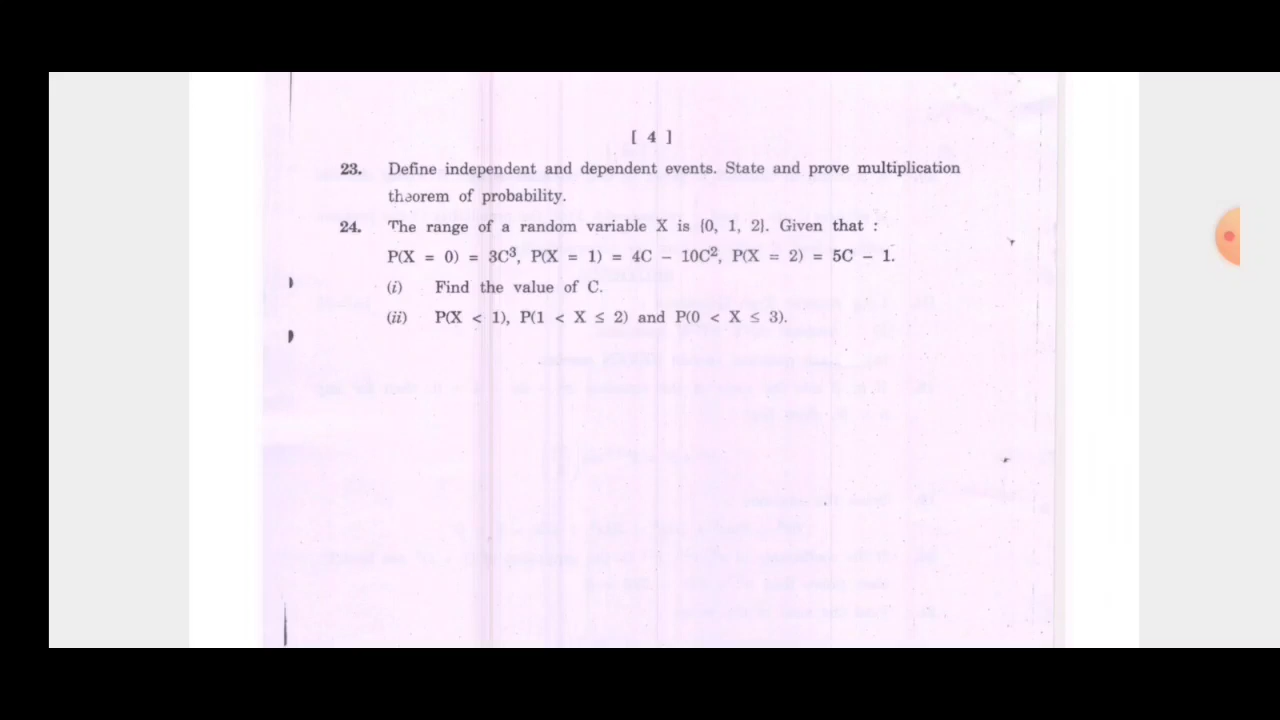 [ 4 ]
23. Define independent and dependent events. State and prove multiplication
theorem of probability.
24. The range of a random variable X is {0, 1, 2}. Given that :
P(X = 0) = 3C³, P(X = 1) = 4C − 10C², P(X = 2) = 5C − 1.
(i) Find the value of C.
(ii) P(X < 1), P(1 < X ≤ 2) and P(0 < X ≤ 3).